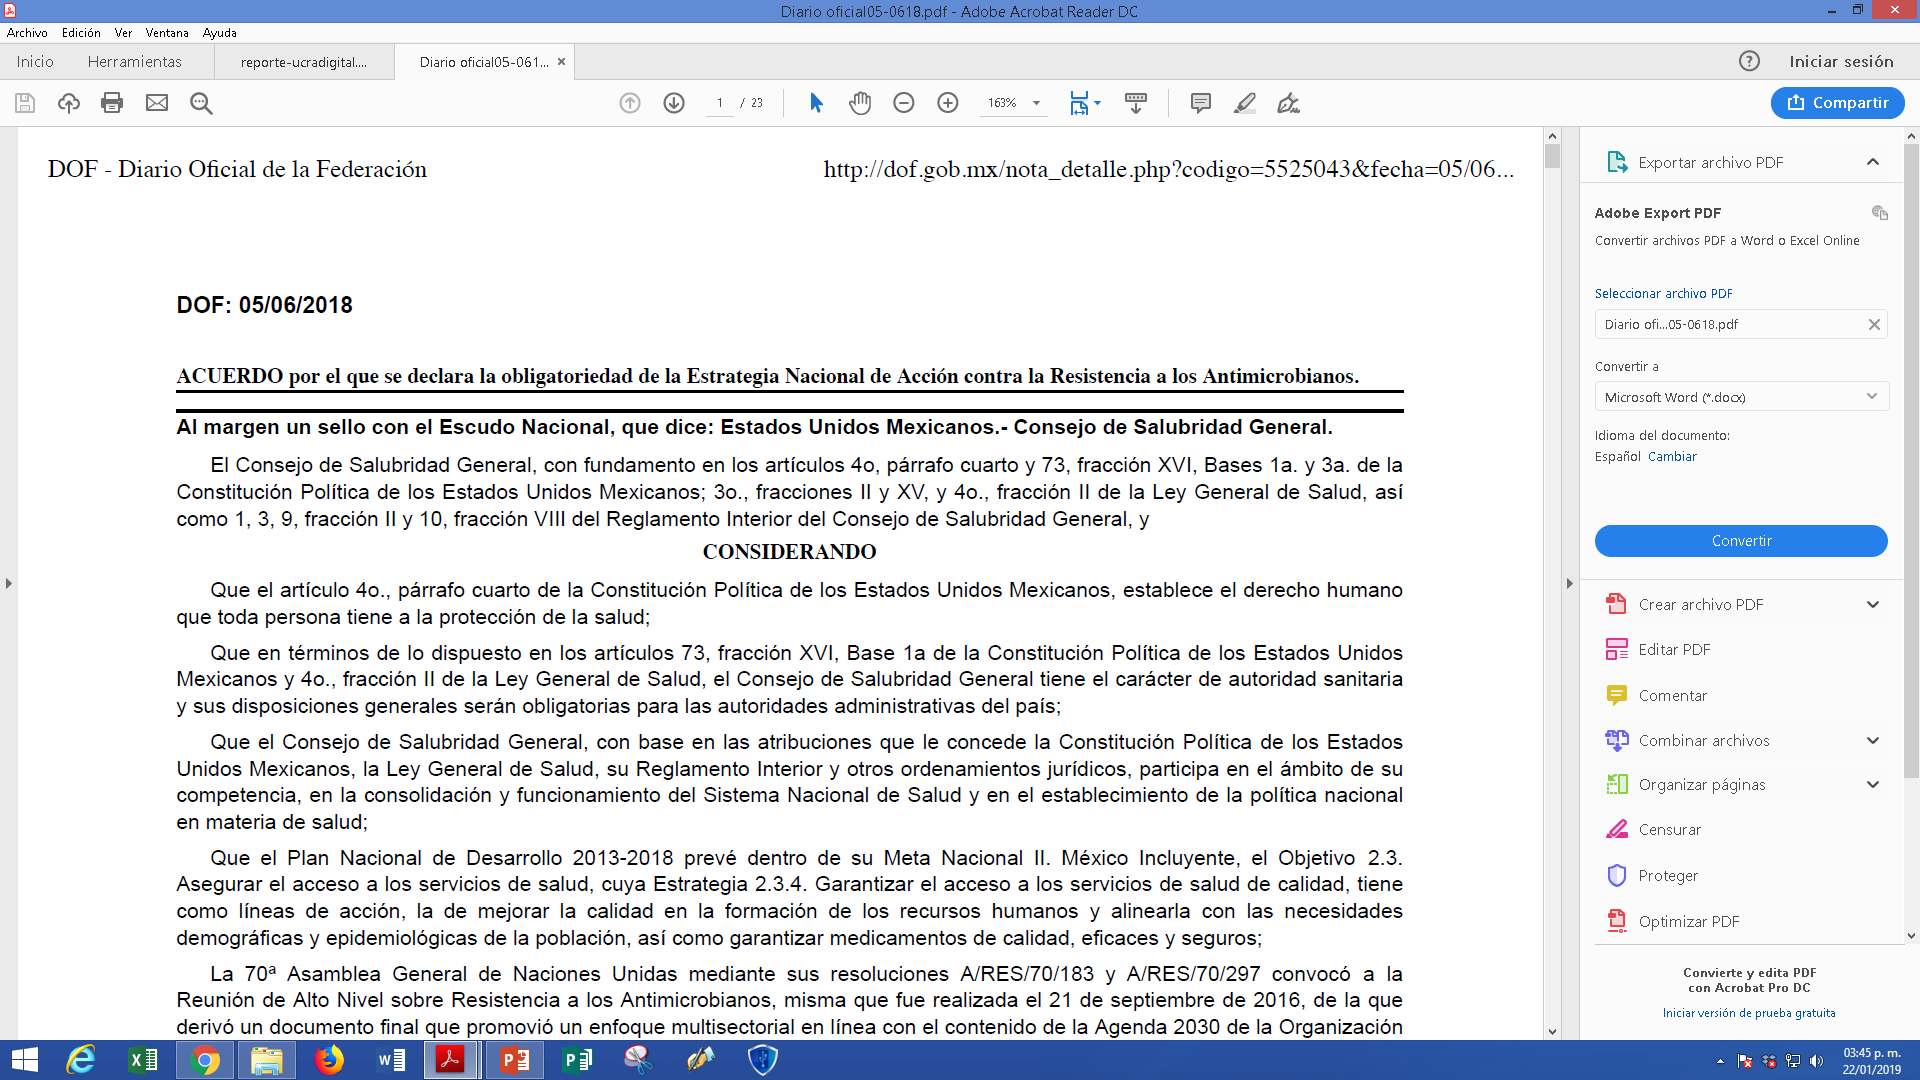 Diario oficial05-0618.pdf - Adobe Acrobat Reader DC
Archivo Edición Ver Ventana Ayuda
Inicio Herramientas reporte-ucradigital.... Diario oficial05-061... × ? Iniciar sesión
1 / 23 163% Compartir
DOF - Diario Oficial de la Federación http://dof.gob.mx/nota_detalle.php?codigo=5525043&fecha=05/06...
DOF: 05/06/2018
ACUERDO por el que se declara la obligatoriedad de la Estrategia Nacional de Acción contra la Resistencia a los Antimicrobianos.
Al margen un sello con el Escudo Nacional, que dice: Estados Unidos Mexicanos.- Consejo de Salubridad General.
El Consejo de Salubridad General, con fundamento en los artículos 4o, párrafo cuarto y 73, fracción XVI, Bases 1a. y 3a. de la
Constitución Política de los Estados Unidos Mexicanos; 3o., fracciones II y XV, y 4o., fracción II de la Ley General de Salud, así
como 1, 3, 9, fracción II y 10, fracción VIII del Reglamento Interior del Consejo de Salubridad General, y
CONSIDERANDO
Que el artículo 4o., párrafo cuarto de la Constitución Política de los Estados Unidos Mexicanos, establece el derecho humano
que toda persona tiene a la protección de la salud;
Que en términos de lo dispuesto en los artículos 73, fracción XVI, Base 1a de la Constitución Política de los Estados Unidos
Mexicanos y 4o., fracción II de la Ley General de Salud, el Consejo de Salubridad General tiene el carácter de autoridad sanitaria
y sus disposiciones generales serán obligatorias para las autoridades administrativas del país;
Que el Consejo de Salubridad General, con base en las atribuciones que le concede la Constitución Política de los Estados
Unidos Mexicanos, la Ley General de Salud, su Reglamento Interior y otros ordenamientos jurídicos, participa en el ámbito de su
competencia, en la consolidación y funcionamiento del Sistema Nacional de Salud y en el establecimiento de la política nacional
en materia de salud;
Que el Plan Nacional de Desarrollo 2013-2018 prevé dentro de su Meta Nacional II. México Incluyente, el Objetivo 2.3.
Asegurar el acceso a los servicios de salud, cuya Estrategia 2.3.4. Garantizar el acceso a los servicios de salud de calidad, tiene
como líneas de acción, la de mejorar la calidad en la formación de los recursos humanos y alinearla con las necesidades
demográficas y epidemiológicas de la población, así como garantizar medicamentos de calidad, eficaces y seguros;
La 70ª Asamblea General de Naciones Unidas mediante sus resoluciones A/RES/70/183 y A/RES/70/297 convocó a la
Reunión de Alto Nivel sobre Resistencia a los Antimicrobianos, misma que fue realizada el 21 de septiembre de 2016, de la que
derivó un documento final que promovió un enfoque multisectorial en línea con el contenido de la Agenda 2030 de la Organización
Exportar archivo PDF
Adobe Export PDF
Convertir archivos PDF a Word o Excel Online
Seleccionar archivo PDF
Diario ofi...05-0618.pdf
Convertir a
Microsoft Word (*.docx)
Idioma del documento:
Español Cambiar
Convertir
Crear archivo PDF
Editar PDF
Comentar
Combinar archivos
Organizar páginas
Censurar
Proteger
Optimizar PDF
Convierte y edita PDF
con Acrobat Pro DC
Iniciar versión de prueba gratuita
03:45 p. m.
22/01/2019